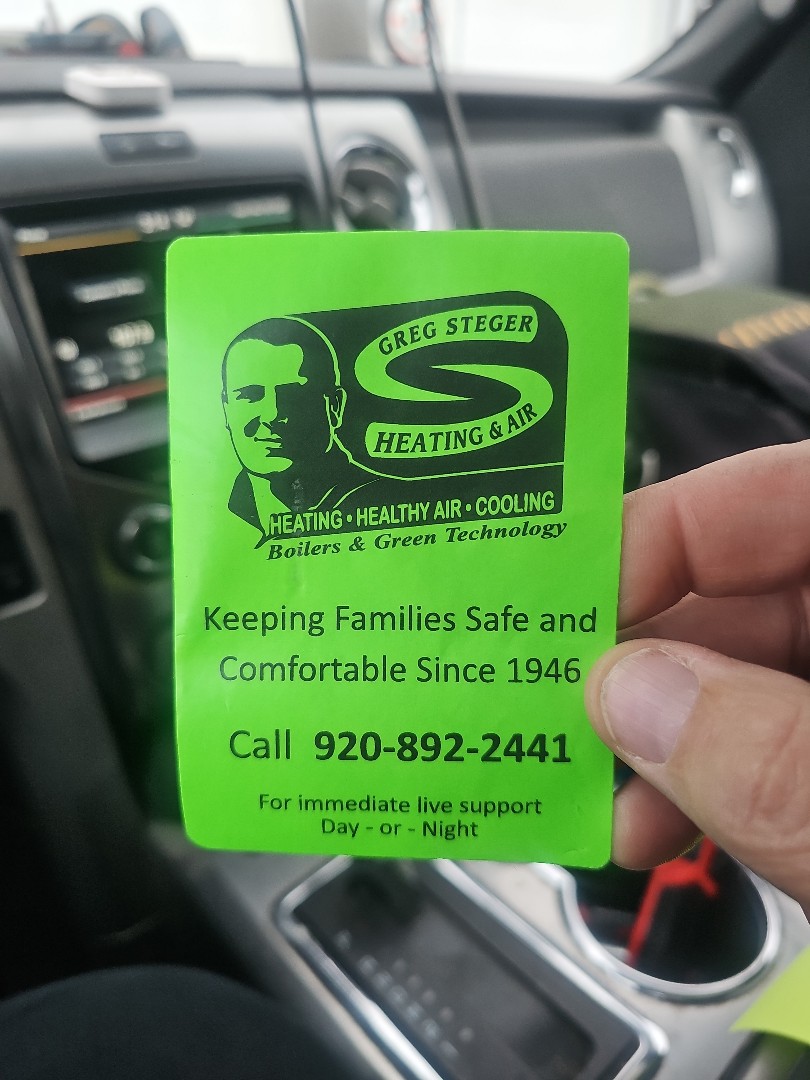 GREG STEGER
HEATING & AIR
HEATING • HEALTHY AIR • COOLING
Boilers & Green Technology
Keeping Families Safe and
Comfortable Since 1946
Call 920-892-2441
For immediate live support
Day - or - Night